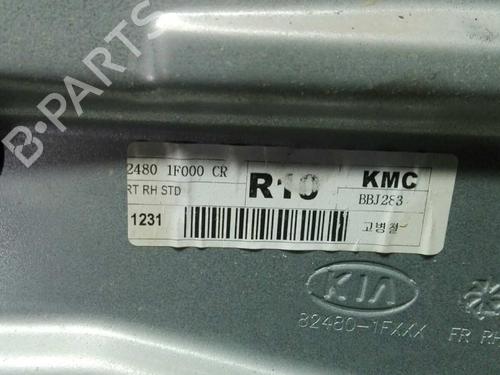 2480 1F000 CR
RT RH STD
1231
R10
KMC
BBJ283
고병철
KIA
82480-1FXXX
FR RH
B-PARTS